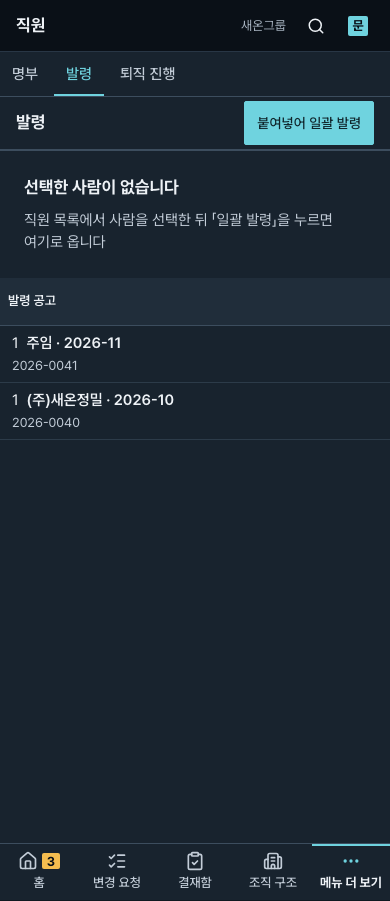 직원
새온그룹
문
명부
발령
퇴직 진행
발령
붙여넣어 일괄 발령
선택한 사람이 없습니다
직원 목록에서 사람을 선택한 뒤 「일괄 발령」을 누르면
여기로 옵니다
발령 공고
1 주임 · 2026-11
2026-0041
1 (주)새온정밀 · 2026-10
2026-0040
3
홈
변경 요청
결재함
조직 구조
메뉴 더 보기